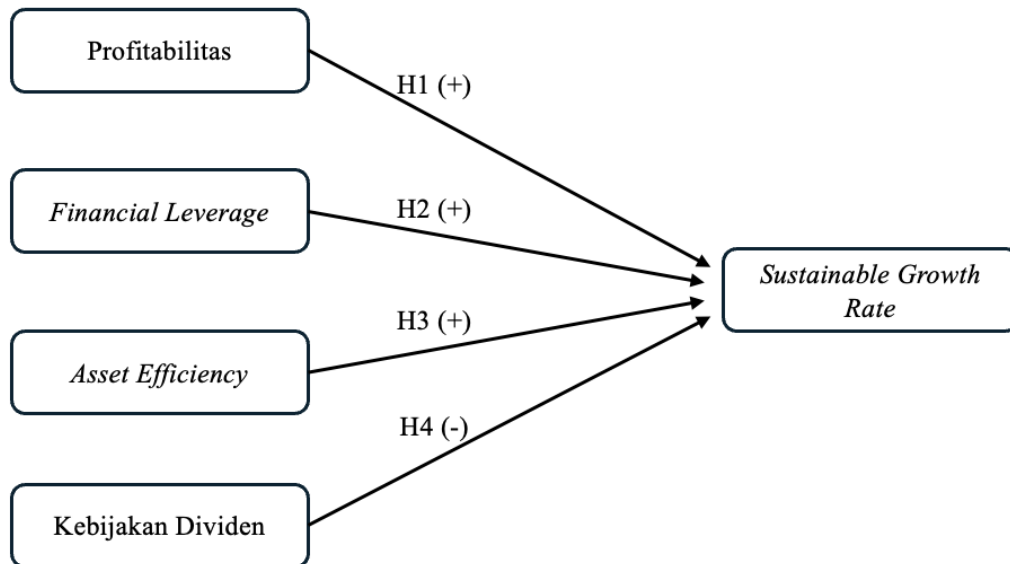 Profitabilitas
H1 (+)
Financial Leverage
H2 (+)
Sustainable Growth
Rate
H3 (+)
Asset Efficiency
H4 (-)
Kebijakan Dividen